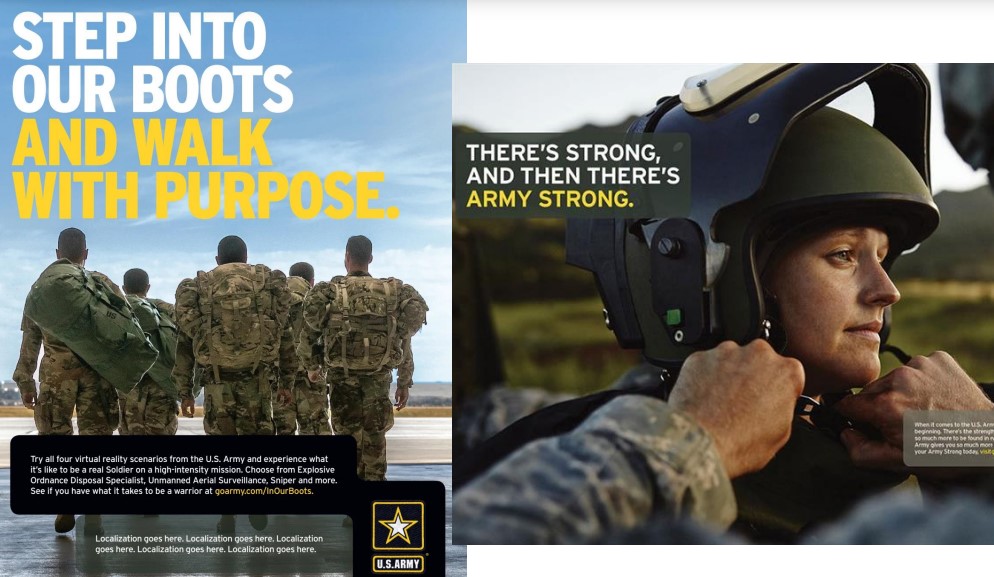 STEP INTO
OUR BOOTS
AND WALK
WITH PURPOSE.
Try all four virtual reality scenarios from the U.S. Army and experience what
it's like to be a real Soldier on a high-intensity mission. Choose from Explosive
Ordnance Disposal Specialist, Unmanned Aerial Surveillance, Sniper and more.
See if you have what it takes to be a warrior at goarmy.com/InOurBoots.
Localization goes here. Localization goes here. Localization
goes here. Localization goes here. Localization goes here.
U.S.ARMY
THERE'S STRONG,
AND THEN THERE'S
ARMY STRONG.
When it comes to the U.S.
beginning. There's the
so much more to be found in
Army gives you so much more
your Army Strong today,